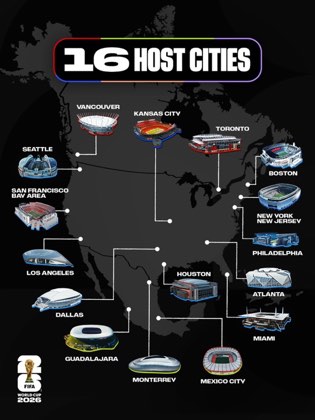 16 HOST CITIES
VANCOUVER
KANSAS CITY
TORONTO
SEATTLE
BOSTON
SAN FRANCISCO
BAY AREA
NEW YORK
NEW JERSEY
PHILADELPHIA
LOS ANGELES
HOUSTON
ATLANTA
DALLAS
MIAMI
GUADALAJARA
MONTERREY
MEXICO CITY
26
FIFA
WORLD CUP
2026